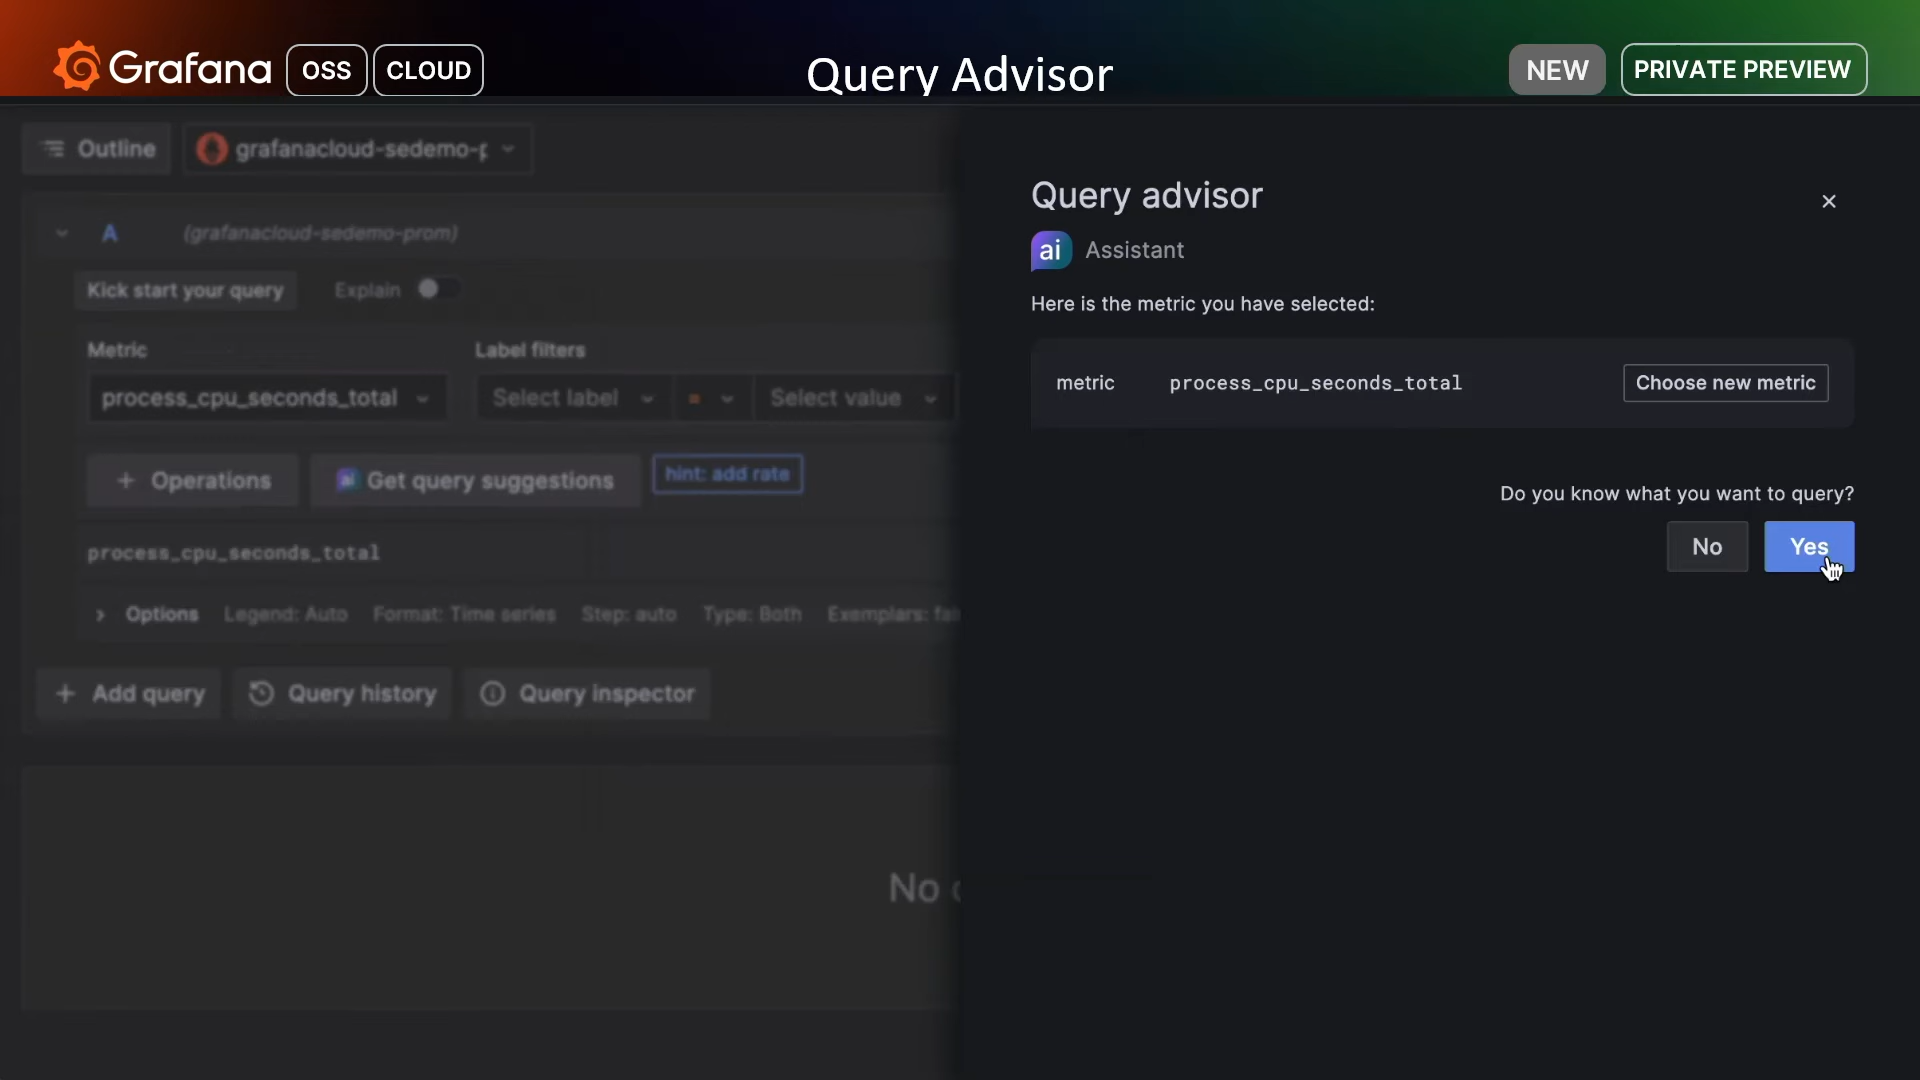 Grafana OSS CLOUD
Query Advisor
NEW PRIVATE PREVIEW
Outline grafanacloud-sedemo-p
A (grafanacloud-sedemo-prom)
Kick start your query Explain
Metric Label filters
process_cpu_seconds_total Select label = Select value
+ Operations ai Get query suggestions hint: add rate
process_cpu_seconds_total
Options Legend: Auto Format: Time series Step: auto Type: Both Exemplars:
+ Add query Query history Query inspector
No
Query advisor
ai Assistant
Here is the metric you have selected:
metric process_cpu_seconds_total Choose new metric
Do you know what you want to query?
No Yes